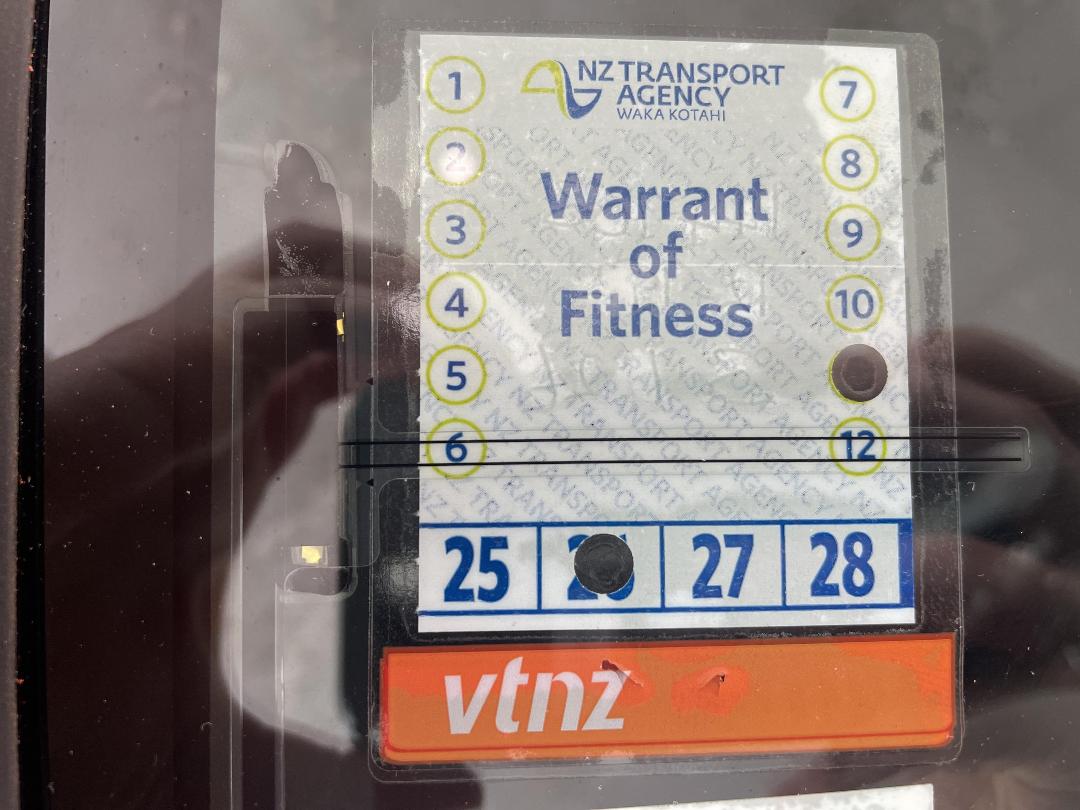 NZ TRANSPORT
AGENCY
WAKA KOTAHI
1
2
3
4
5
6
7
8
9
10
12
Warrant
of
Fitness
25 26 27 28
vtnz